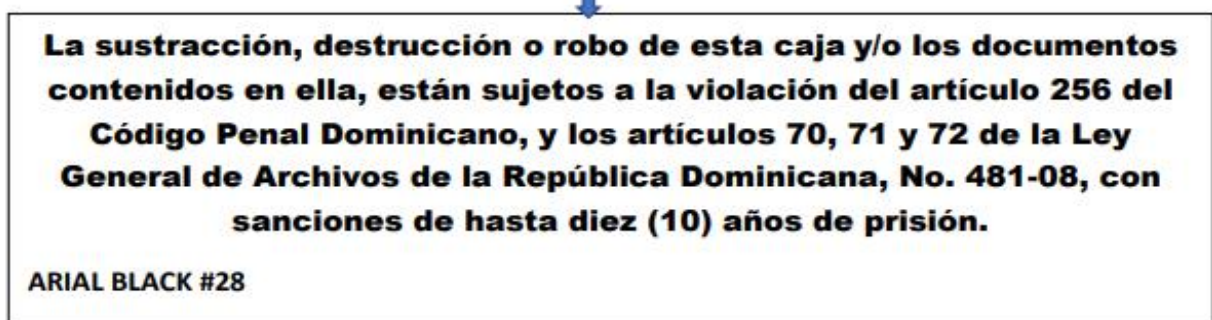 La sustracción, destrucción o robo de esta caja y/o los documentos
contenidos en ella, están sujetos a la violación del artículo 256 del
Código Penal Dominicano, y los artículos 70, 71 y 72 de la Ley
General de Archivos de la República Dominicana, No. 481-08, con
sanciones de hasta diez (10) años de prisión.
ARIAL BLACK #28